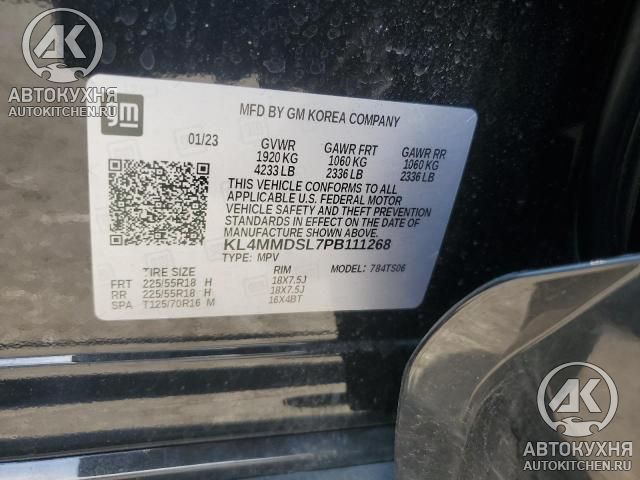 АК
АВТОКУХНЯ
AUTOKITCHEN.RU
gm
MFD BY GM KOREA COMPANY
01/23 GVWR GAWR FRT GAWR RR
1920 KG 1060 KG 1060 KG
4233 LB 2336 LB 2336 LB
THIS VEHICLE CONFORMS TO ALL
APPLICABLE U.S. FEDERAL MOTOR
VEHICLE SAFETY AND THEFT PREVENTION
STANDARDS IN EFFECT ON THE DATE OF
MANUFACTURE SHOWN ABOVE.
KL4MMDSL7PB111268
TYPE: MPV MODEL: 784TS06
TIRE SIZE RIM
FRT 225/55R18 H 18X7.5J
RR 225/55R18 H 18X7.5J
SPA T125/70R16 M 16X4BT
АК
АВТОКУХНЯ
AUTOKITCHEN.RU